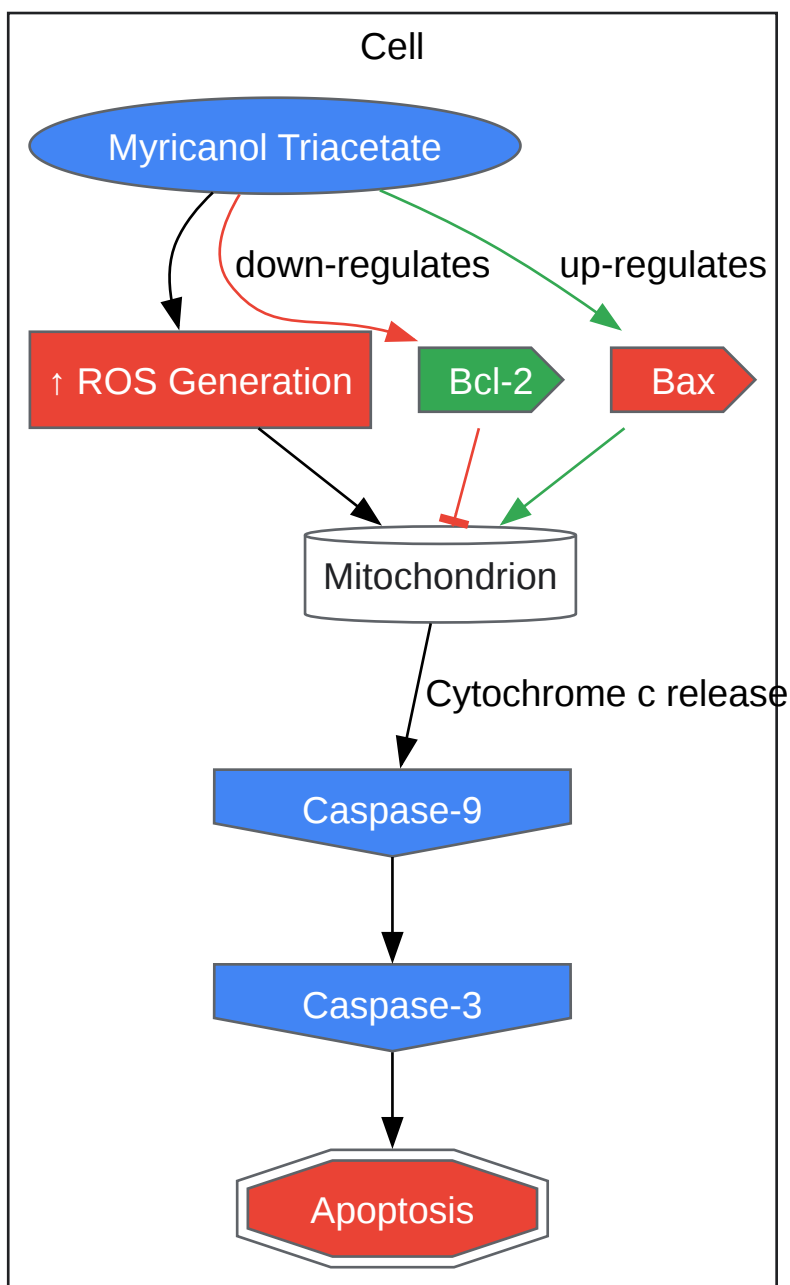 Cell
Myricanol Triacetate
down-regulates
up-regulates
↑ ROS Generation
Bcl-2
Bax
Mitochondrion
Cytochrome c release
Caspase-9
Caspase-3
Apoptosis